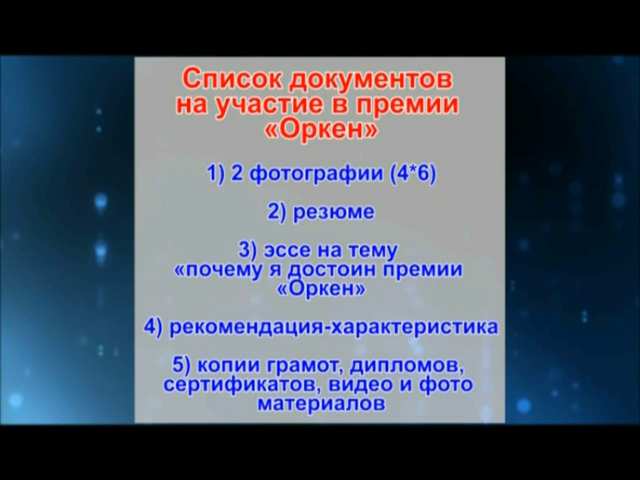 Список документов
на участие в премии
«Оркен»
1) 2 фотографии (4*6)
2) резюме
3) эссе на тему
«почему я достоин премии
«Оркен»
4) рекомендация-характеристика
5) копии грамот, дипломов,
сертификатов, видео и фото
материалов